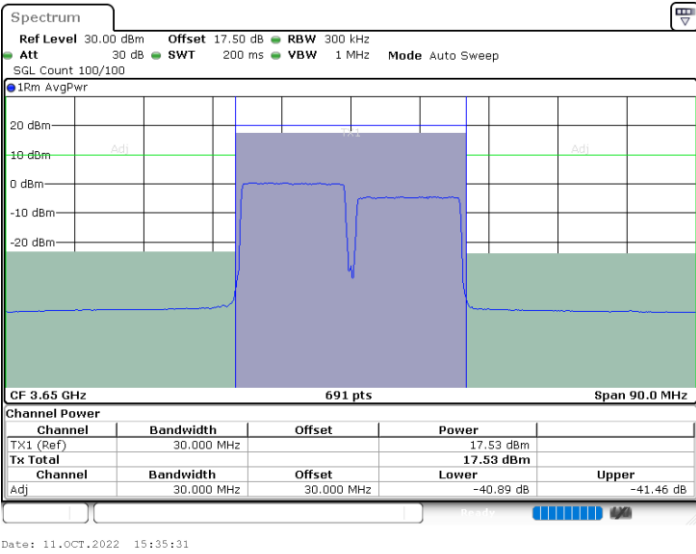 Spectrum
Ref Level 30.00 dBm Offset 17.50 dB RBW 300 kHz
Att 30 dB SWT 200 ms VBW 1 MHz Mode Auto Sweep
SGL Count 100/100
1Rm AvgPwr
20 dBm
TX1
Adj Adj
10 dBm
0 dBm
-10 dBm
-20 dBm
CF 3.65 GHz 691 pts Span 90.0 MHz
Channel Power
Channel Bandwidth Offset Power
TX1 (Ref) 30.000 MHz 17.53 dBm
Tx Total 17.53 dBm
Channel Bandwidth Offset Lower Upper
Adj 30.000 MHz 30.000 MHz -40.89 dB -41.46 dB
Ready
Date: 11.OCT.2022 15:35:31